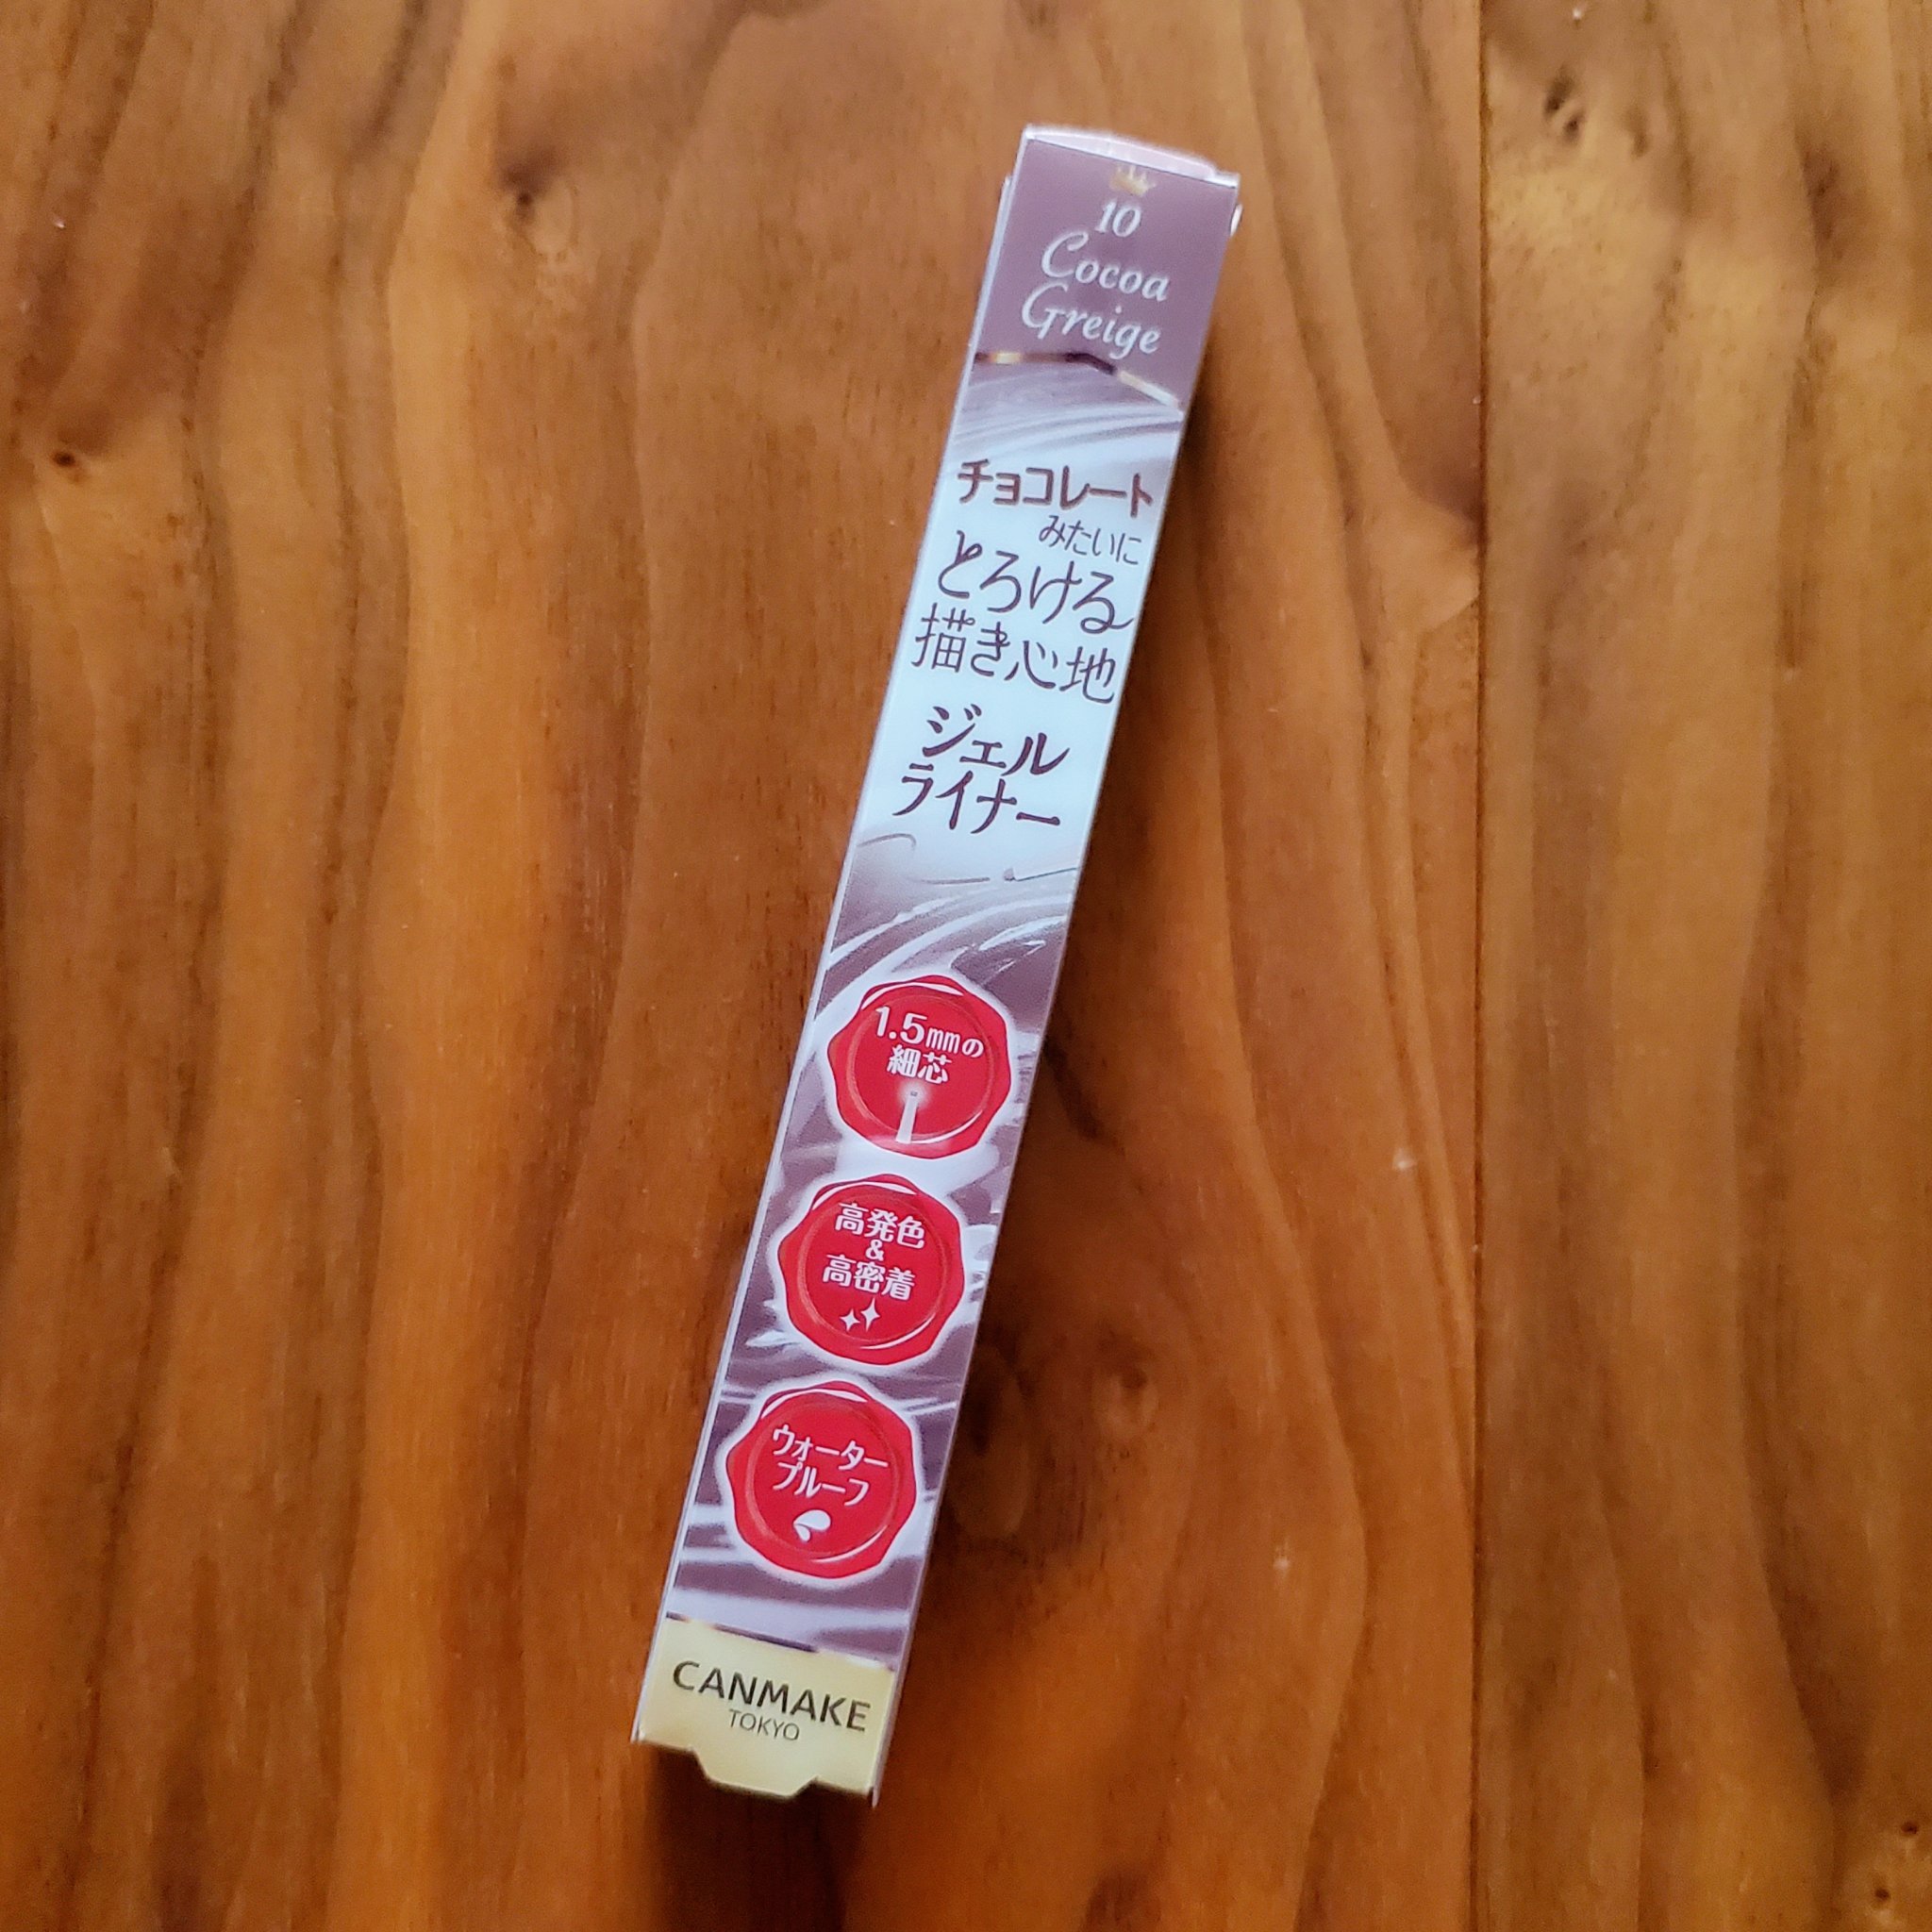 10
Cocoa
Greige
チョコレート
みたいに
とろける
描き心地
ジェル
ライナー
1.5mmの
細芯
高発色
&
高密着
ウォーター
プルーフ
CANMAKE
TOKYO